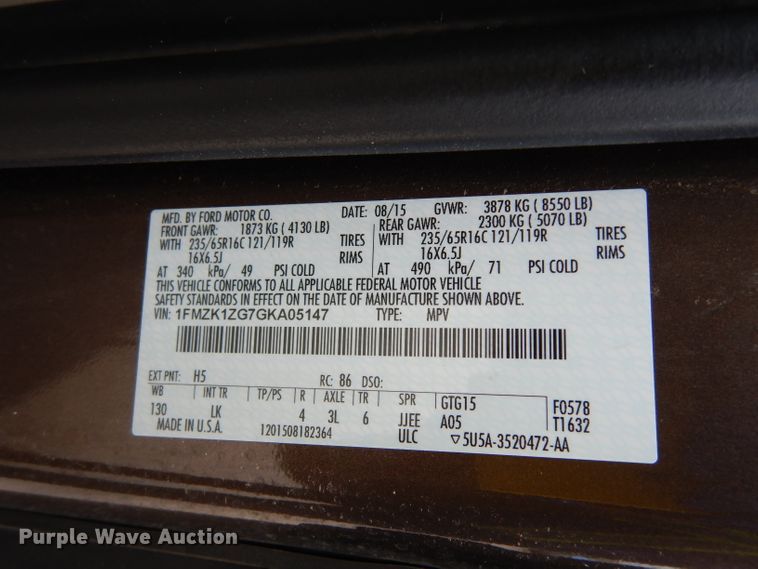 MFD. BY FORD MOTOR CO. DATE: 08/15 GVWR: 3878 KG ( 8550 LB)
FRONT GAWR: 1873 KG ( 4130 LB) REAR GAWR: 2300 KG ( 5070 LB)
WITH 235/65R16C 121/119R TIRES WITH 235/65R16C 121/119R TIRES
16X6.5J RIMS 16X6.5J RIMS
AT 340 kPa/ 49 PSI COLD AT 490 kPa/ 71 PSI COLD
THIS VEHICLE CONFORMS TO ALL APPLICABLE FEDERAL MOTOR VEHICLE
SAFETY STANDARDS IN EFFECT ON THE DATE OF MANUFACTURE SHOWN ABOVE.
VIN: 1FMZK1ZG7GKA05147 TYPE: MPV
EXT PNT: H5 RC: 86 DSO:
WB INT TR TP/PS R AXLE TR SPR GTG15 F0578
130 LK 4 3L 6 JJEE A05 T1632
MADE IN U.S.A. 1201508182364 ULC ▽5U5A-3520472-AA
Purple Wave Auction